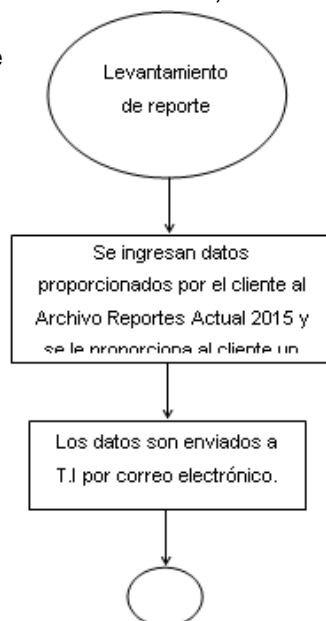 e
Levantamiento
de reporte
Se ingresan datos
proporcionados por el cliente al
Archivo Reportes Actual 2015 y
se le proporciona al cliente un
Los datos son enviados a
T.I por correo electrónico.